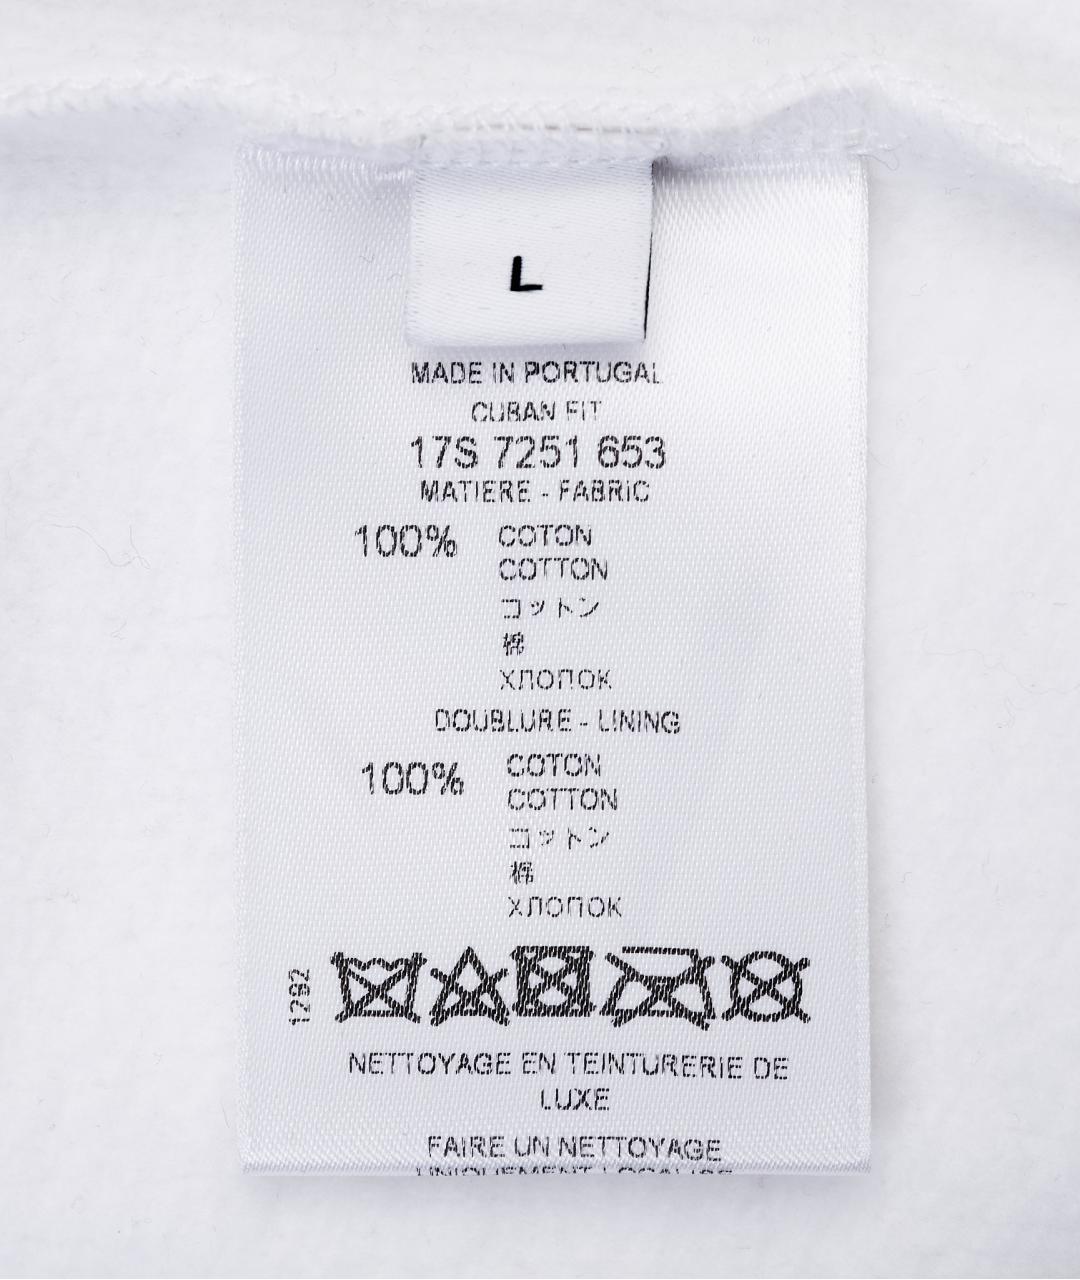 L
MADE IN PORTUGAL
CUBAN FIT
17S 7251 653
MATIERE - FABRIC
100% COTON
COTTON
コットン
棉
ХЛОПОК
DOUBLURE - LINING
100% COTON
COTTON
コットン
棉
ХЛОПОК
1292
NETTOYAGE EN TEINTURERIE DE
LUXE
FAIRE UN NETTOYAGE
UNIQUEMENT